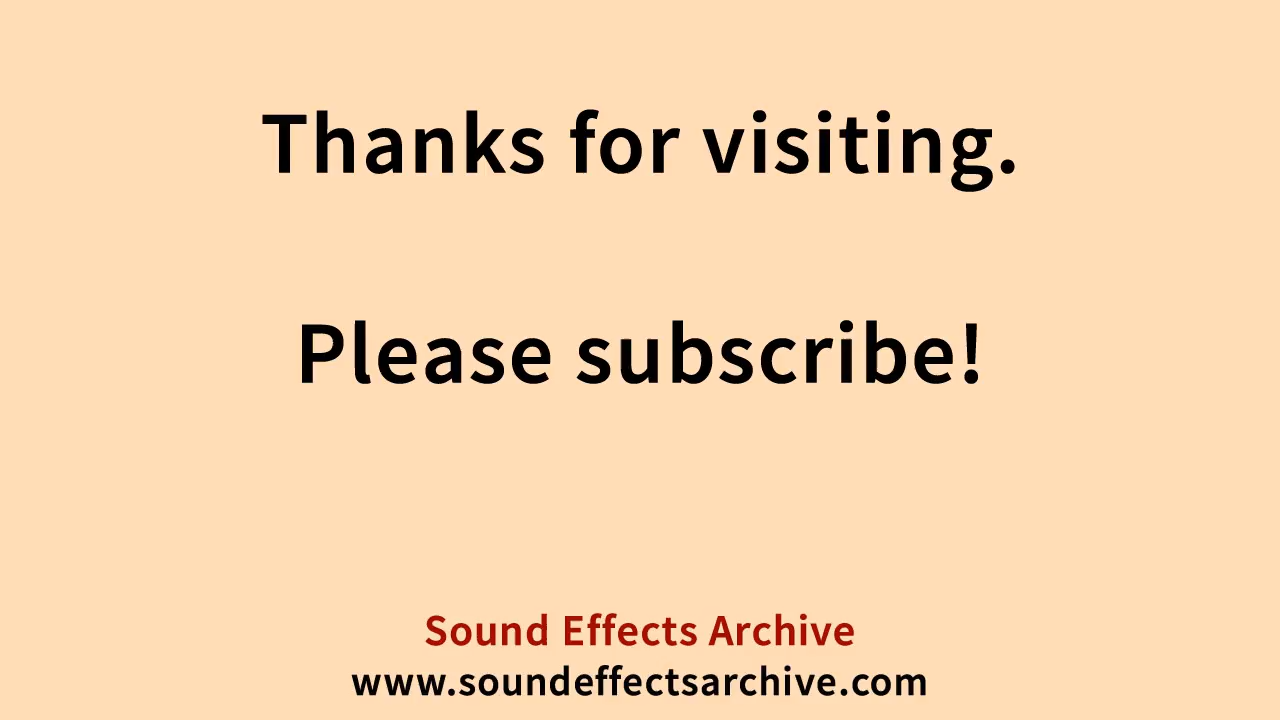 Thanks for visiting.
Please subscribe!
Sound Effects Archive
www.soundeffectsarchive.com